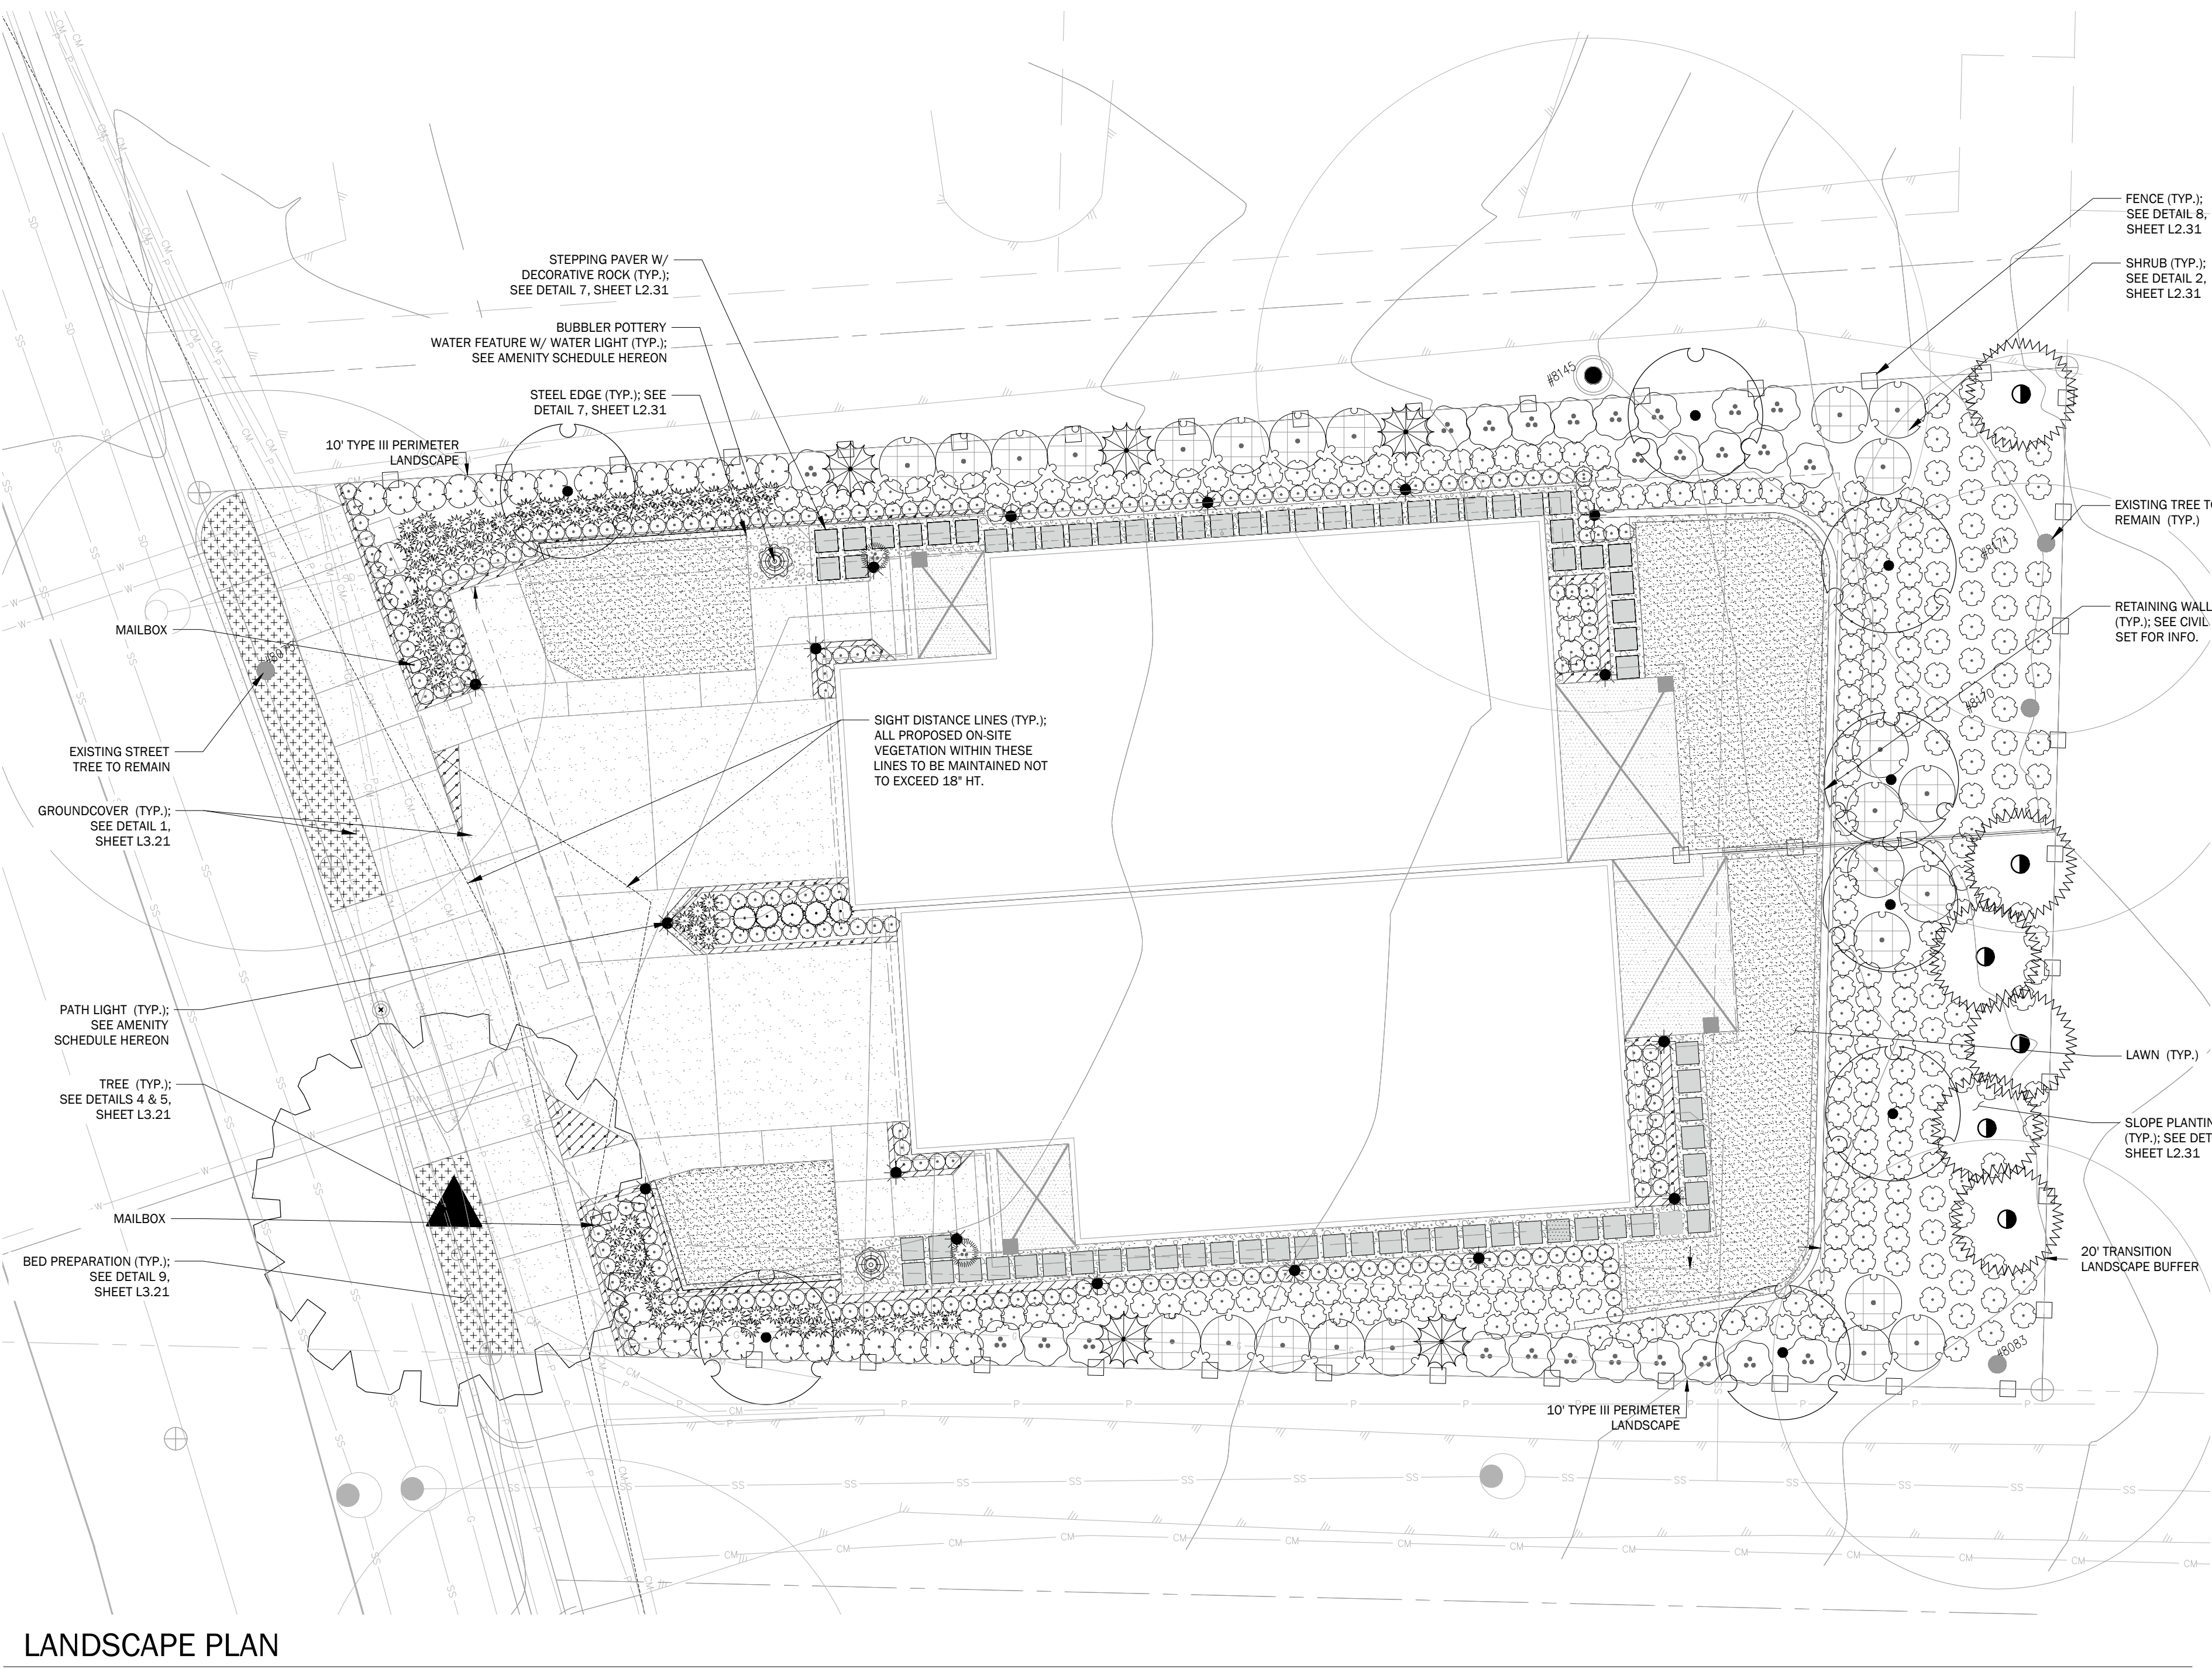 FENCE (TYP.);
SEE DETAIL 8,
SHEET L2.31
SHRUB (TYP.);
SEE DETAIL 2,
SHEET L2.31
STEPPING PAVER W/
DECORATIVE ROCK (TYP.);
SEE DETAIL 7, SHEET L2.31
BUBBLER POTTERY
WATER FEATURE W/ WATER LIGHT (TYP.);
SEE AMENITY SCHEDULE HEREON
STEEL EDGE (TYP.); SEE
DETAIL 7, SHEET L2.31
10' TYPE III PERIMETER
LANDSCAPE
#8145
EXISTING TREE TO
REMAIN (TYP.)
RETAINING WALL
(TYP.); SEE CIVIL
SET FOR INFO.
#8170
MAILBOX
SIGHT DISTANCE LINES (TYP.);
ALL PROPOSED ON-SITE
VEGETATION WITHIN THESE
LINES TO BE MAINTAINED NOT
TO EXCEED 18" HT.
EXISTING STREET
TREE TO REMAIN
GROUNDCOVER (TYP.);
SEE DETAIL 1,
SHEET L3.21
PATH LIGHT (TYP.);
SEE AMENITY
SCHEDULE HEREON
LAWN (TYP.)
TREE (TYP.);
SEE DETAILS 4 & 5,
SHEET L3.21
SLOPE PLANTIN
(TYP.); SEE DET
SHEET L2.31
MAILBOX
BED PREPARATION (TYP.);
SEE DETAIL 9,
SHEET L3.21
20' TRANSITION
LANDSCAPE BUFFER
#8083
10' TYPE III PERIMETER
LANDSCAPE
CM
P
SD
SS
W
G
LANDSCAPE PLAN